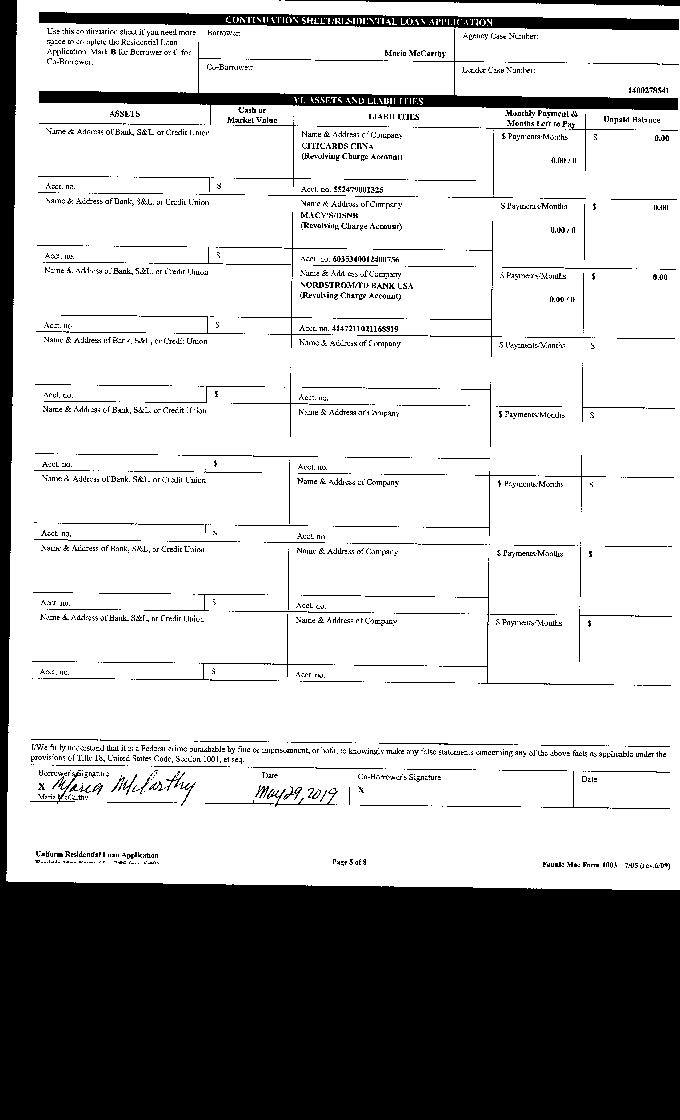 CONTINUATION SHEET/RESIDENTIAL LOAN APPLICATION
Use this continuation sheet if you need more
space to complete the Residential Loan
Application. Mark B for Borrower or C for
Co-Borrower.
Borrower:
Maria McCarthy
Co-Borrower:
Agency Case Number:
Lender Case Number:
1400278541
VI. ASSETS AND LIABILITIES
ASSETS
Cash or
Market Value
LIABILITIES
Monthly Payment &
Months Left to Pay
Unpaid Balance
Name & Address of Bank, S&L, or Credit Union
Name & Address of Company
CITICARDS CBNA
(Revolving Charge Account)
$ Payments/Months
0.00 / 0
$ 0.00
Acct. no.
$
Acct. no. 552479002325
Name & Address of Bank, S&L, or Credit Union
Name & Address of Company
MACY'S/DSNB
(Revolving Charge Account)
$ Payments/Months
0.00 / 0
$ 0.00
Acct. no.
$
Acct. no. 6035340012400756
Name & Address of Bank, S&L, or Credit Union
Name & Address of Company
NORDSTROM/TD BANK USA
(Revolving Charge Account)
$ Payments/Months
0.00 / 0
$ 0.00
Acct. no.
$
Acct. no. 4147211021168819
Name & Address of Bank, S&L, or Credit Union
Name & Address of Company
$ Payments/Months
$
Acct. no.
$
Acct. no.
Name & Address of Bank, S&L, or Credit Union
Name & Address of Company
$ Payments/Months
$
Acct. no.
$
Acct. no.
Name & Address of Bank, S&L, or Credit Union
Name & Address of Company
$ Payments/Months
$
Acct. no.
$
Acct. no.
Name & Address of Bank, S&L, or Credit Union
Name & Address of Company
$ Payments/Months
$
Acct. no.
$
Acct. no.
Name & Address of Bank, S&L, or Credit Union
Name & Address of Company
$ Payments/Months
$
Acct. no.
$
Acct. no.
I/We fully understand that it is a Federal crime punishable by fine or imprisonment, or both, to knowingly make any false statements concerning any of the above facts as applicable under the
provisions of Title 18, United States Code, Section 1001, et seq.
Borrower's Signature
X Maria McCarthy
Maria McCarthy
Date
May 29, 2019
Co-Borrower's Signature
X
Date
Uniform Residential Loan Application
Page 5 of 8
Fannie Mae Form 1003 7/05 (rev.6/09)